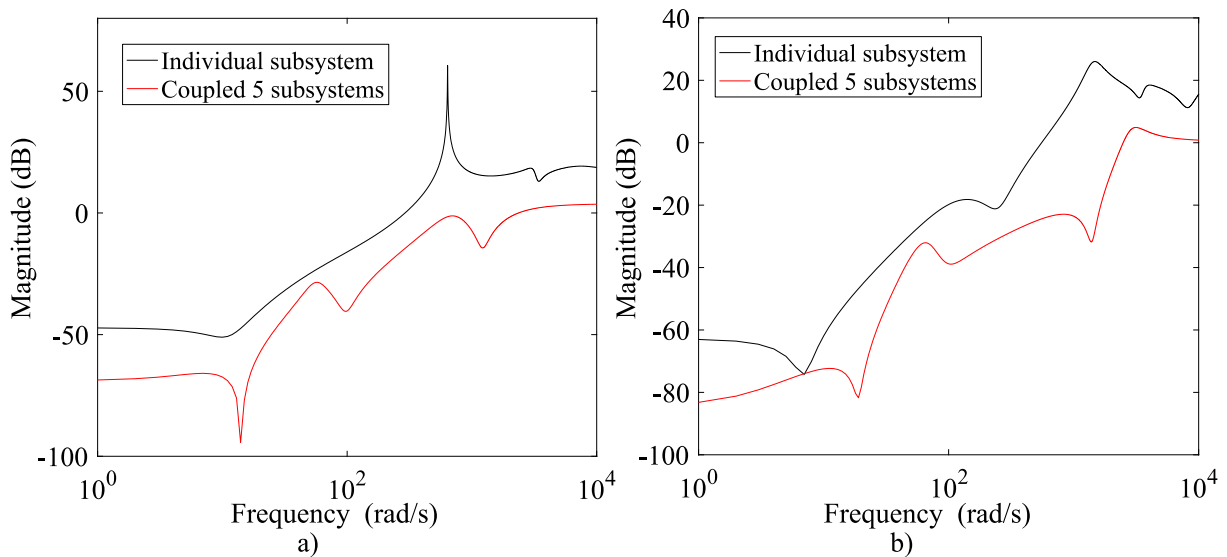 Individual subsystem
Coupled 5 subsystems
Magnitude (dB)
50
0
-50
-100
10^0
10^2
10^4
Frequency (rad/s)
a)
Individual subsystem
Coupled 5 subsystems
Magnitude (dB)
40
20
0
-20
-40
-60
-80
-100
10^0
10^2
10^4
Frequency (rad/s)
b)